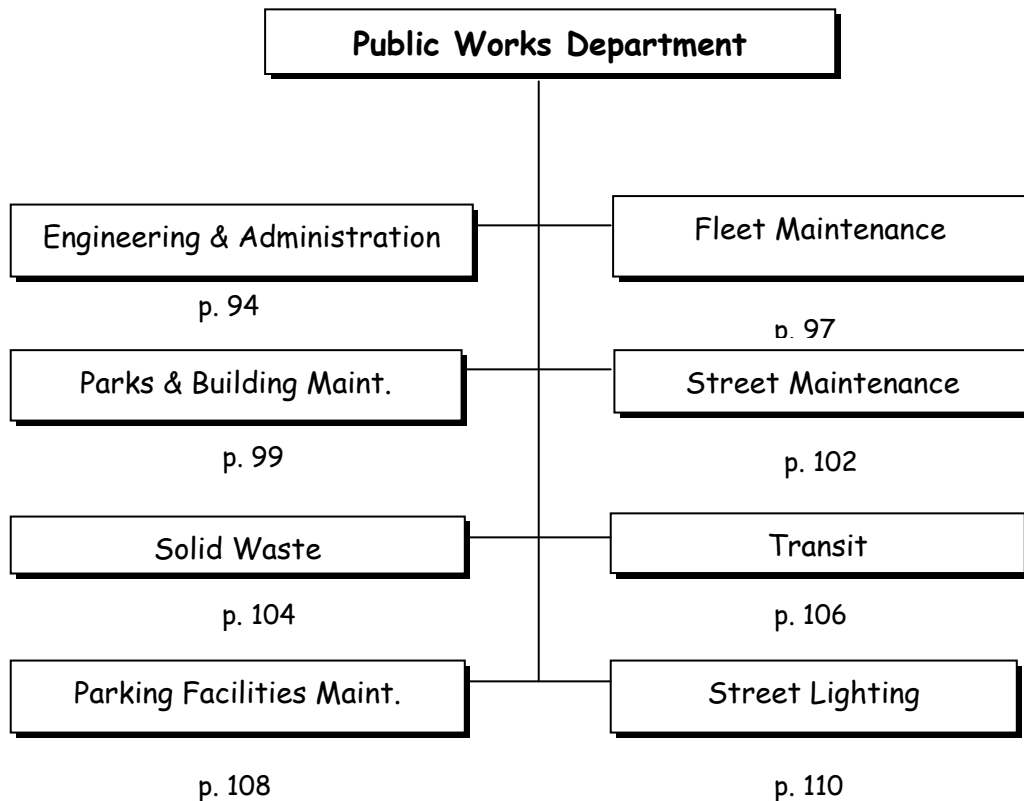 Public Works Department
Engineering & Administration
Fleet Maintenance
p. 94
p. 97
Parks & Building Maint.
Street Maintenance
p. 99
p. 102
Solid Waste
Transit
p. 104
p. 106
Parking Facilities Maint.
Street Lighting
p. 108
p. 110